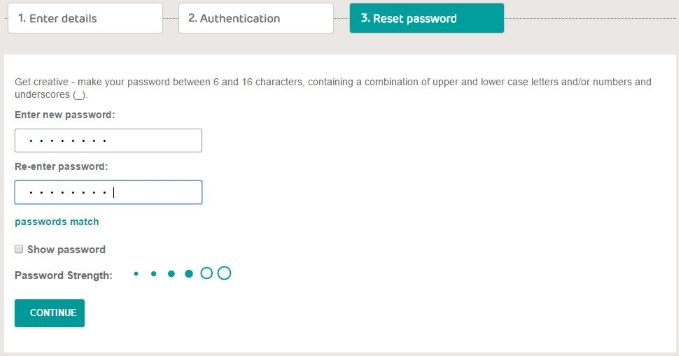 1. Enter details
2. Authentication
3. Reset password
Get creative - make your password between 6 and 16 characters, containing a combination of upper and lower case letters and/or numbers and
underscores (_).
Enter new password:
Re-enter password:
passwords match
Show password
Password Strength:
CONTINUE